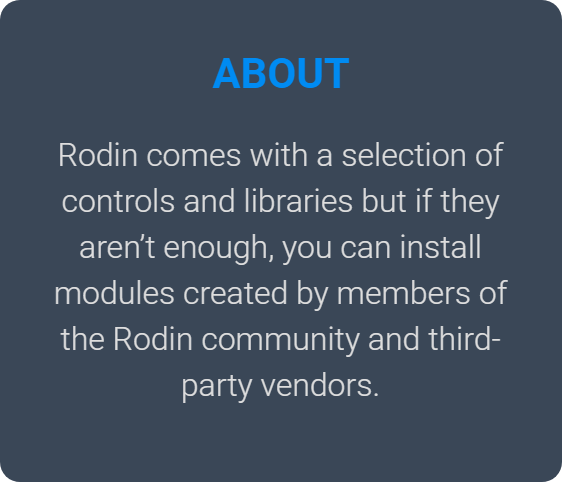 ABOUT
Rodin comes with a selection of
controls and libraries but if they
aren’t enough, you can install
modules created by members of
the Rodin community and third-
party vendors.